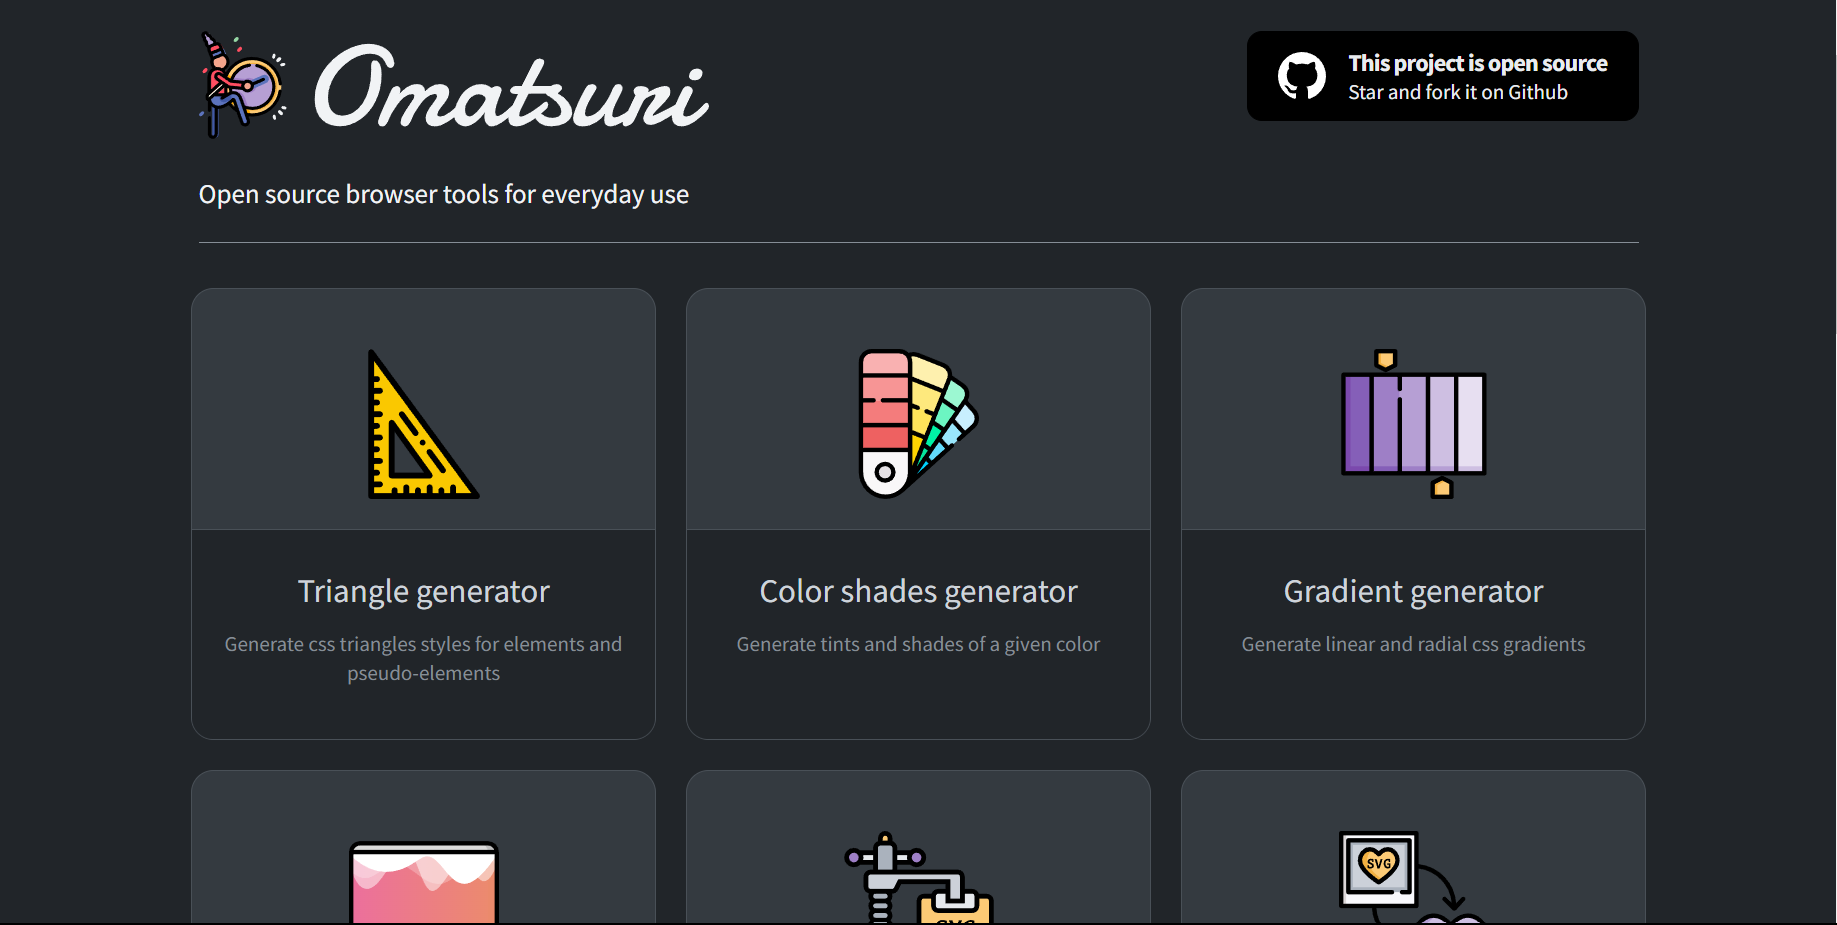 Omatsuri
This project is open source
Star and fork it on Github
Open source browser tools for everyday use
Triangle generator
Generate css triangles styles for elements and
pseudo-elements
Color shades generator
Generate tints and shades of a given color
Gradient generator
Generate linear and radial css gradients
SVG
SVG